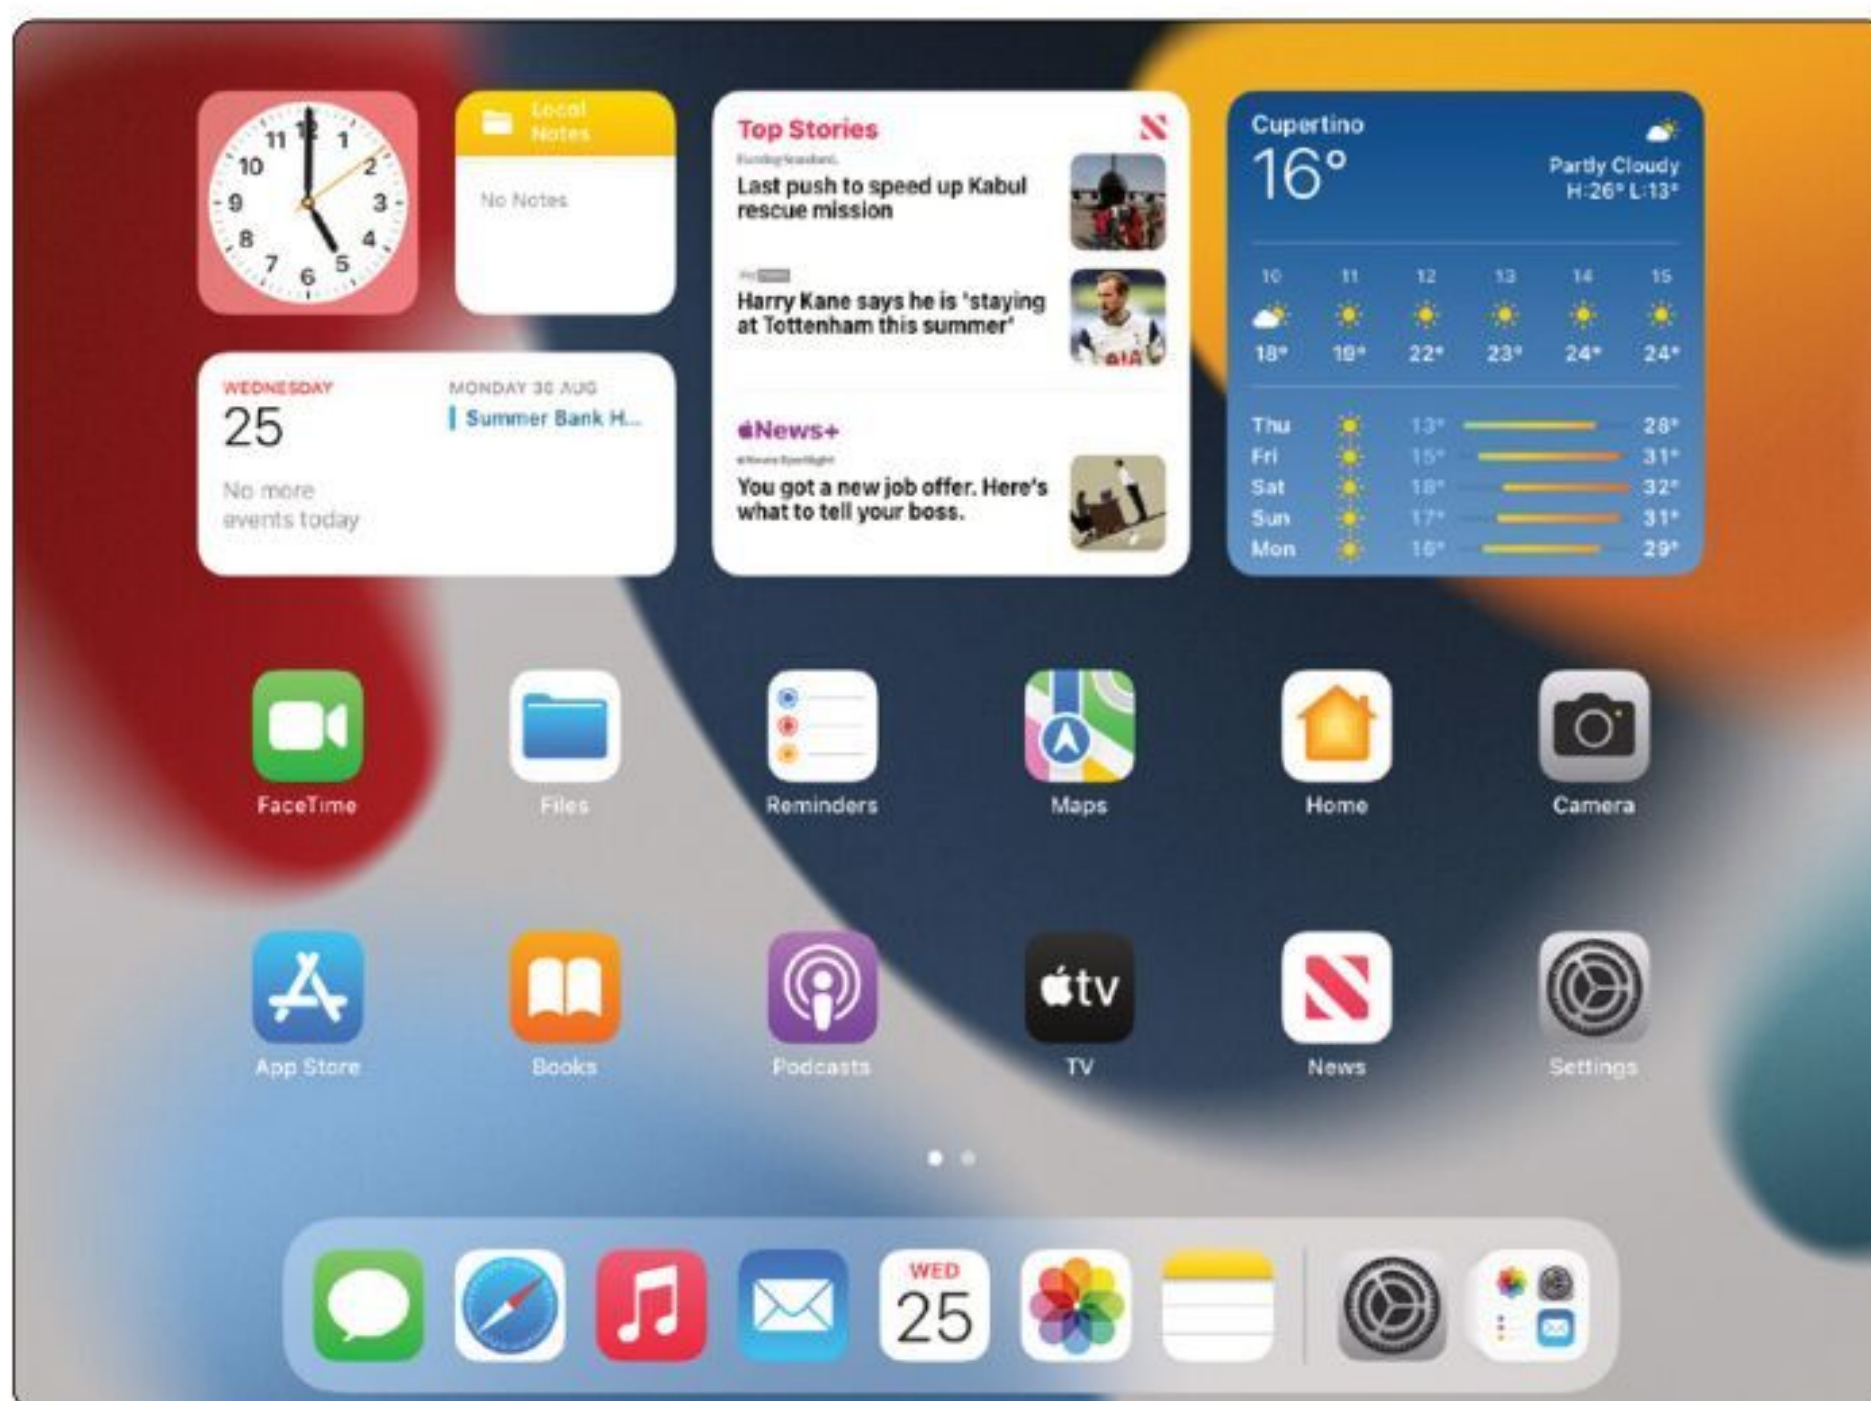 11
12
1
10
2
9
3
8
4
7
5
6
Local
Notes
No Notes
Top Stories
Last push to speed up Kabul
rescue mission
Harry Kane says he is 'staying
at Tottenham this summer'
News+
You got a new job offer. Here's
what to tell your boss.
Cupertino
16°
Partly Cloudy
H:26° L:13°
10 11 12 13 14 15
18° 19° 22° 23° 24° 24°
Thu 13° 28°
Fri 15° 31°
Sat 18° 32°
Sun 17° 31°
Mon 16° 29°
WEDNESDAY
25
No more
events today
MONDAY 30 AUG
Summer Bank H...
FaceTime Files Reminders Maps Home Camera
tv
App Store Books Podcasts TV News Settings
WED
25